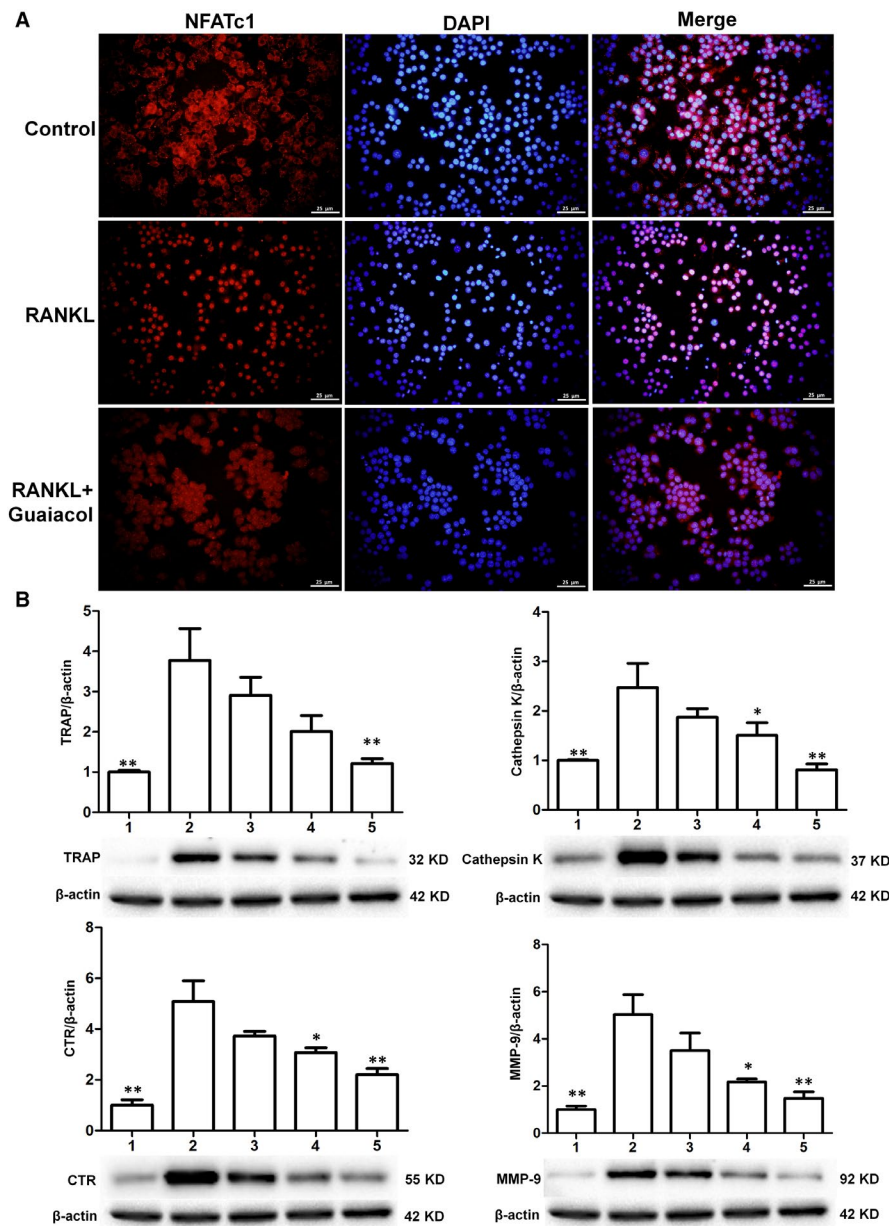 A
NFATc1 DAPI Merge
Control
25 µm 25 µm 25 µm
RANKL
25 µm 25 µm 25 µm
RANKL+
Guaiacol
25 µm 25 µm 25 µm
B
TRAP/β-actin
5
4
3
2
1
0
** **
1 2 3 4 5
TRAP 32 KD
β-actin 42 KD
Cathepsin K/β-actin
4
3
2
1
0
** * **
1 2 3 4 5
Cathepsin K 37 KD
β-actin 42 KD
CTR/β-actin
8
6
4
2
0
** * **
1 2 3 4 5
CTR 55 KD
β-actin 42 KD
MMP-9/β-actin
8
6
4
2
0
** * **
1 2 3 4 5
MMP-9 92 KD
β-actin 42 KD